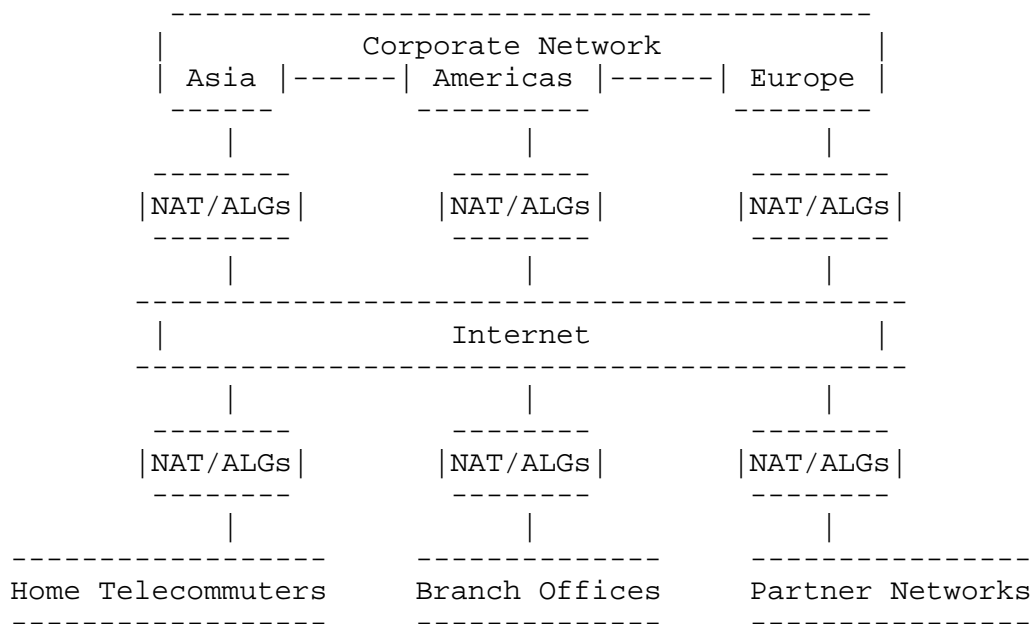 Corporate Network
| Asia |------| Americas |------| Europe |
|NAT/ALGs| |NAT/ALGs| |NAT/ALGs|
Internet
|NAT/ALGs| |NAT/ALGs| |NAT/ALGs|
Home Telecommuters Branch Offices Partner Networks